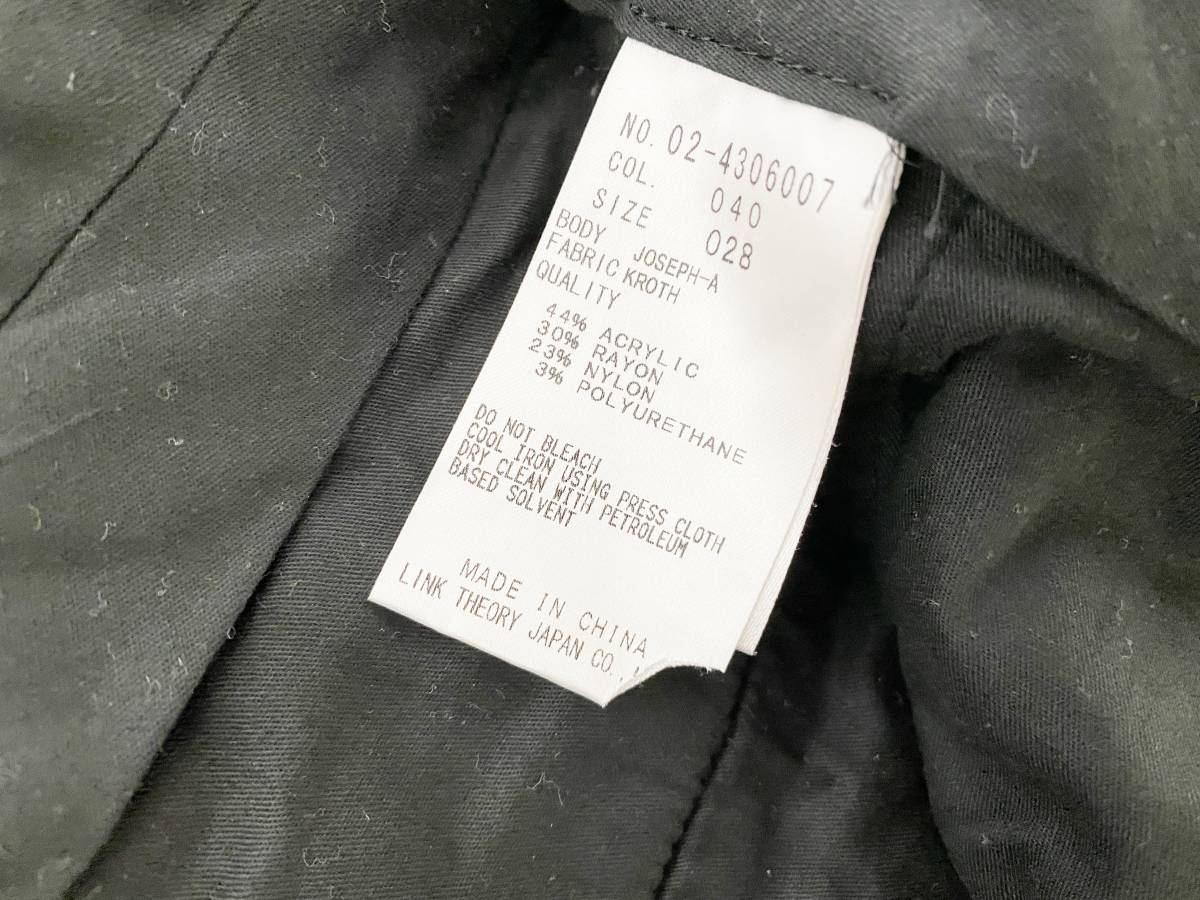 NO. 02-4306007
COL. 040
SIZE 028
BODY JOSEPH-A
FABRIC KROTH
QUALITY
44% ACRYLIC
30% RAYON
23% NYLON
3% POLYURETHANE
DO NOT BLEACH
COOL IRON USING PRESS CLOTH
DRY CLEAN WITH PETROLEUM
BASED SOLVENT
MADE IN CHINA
LINK THEORY JAPAN CO.,